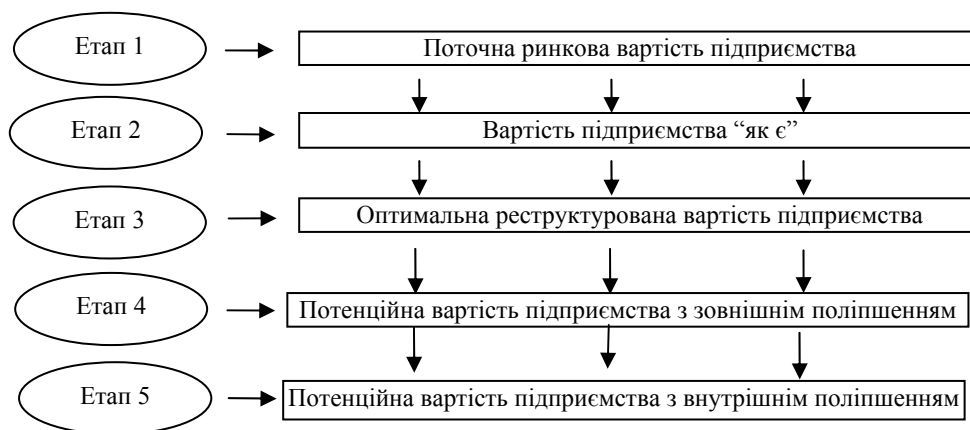 Етап 1
Поточна ринкова вартість підприємства
Етап 2
Вартість підприємства “як є”
Етап 3
Оптимальна реструктурована вартість підприємства
Етап 4
Потенційна вартість підприємства з зовнішнім поліпшенням
Етап 5
Потенційна вартість підприємства з внутрішнім поліпшенням